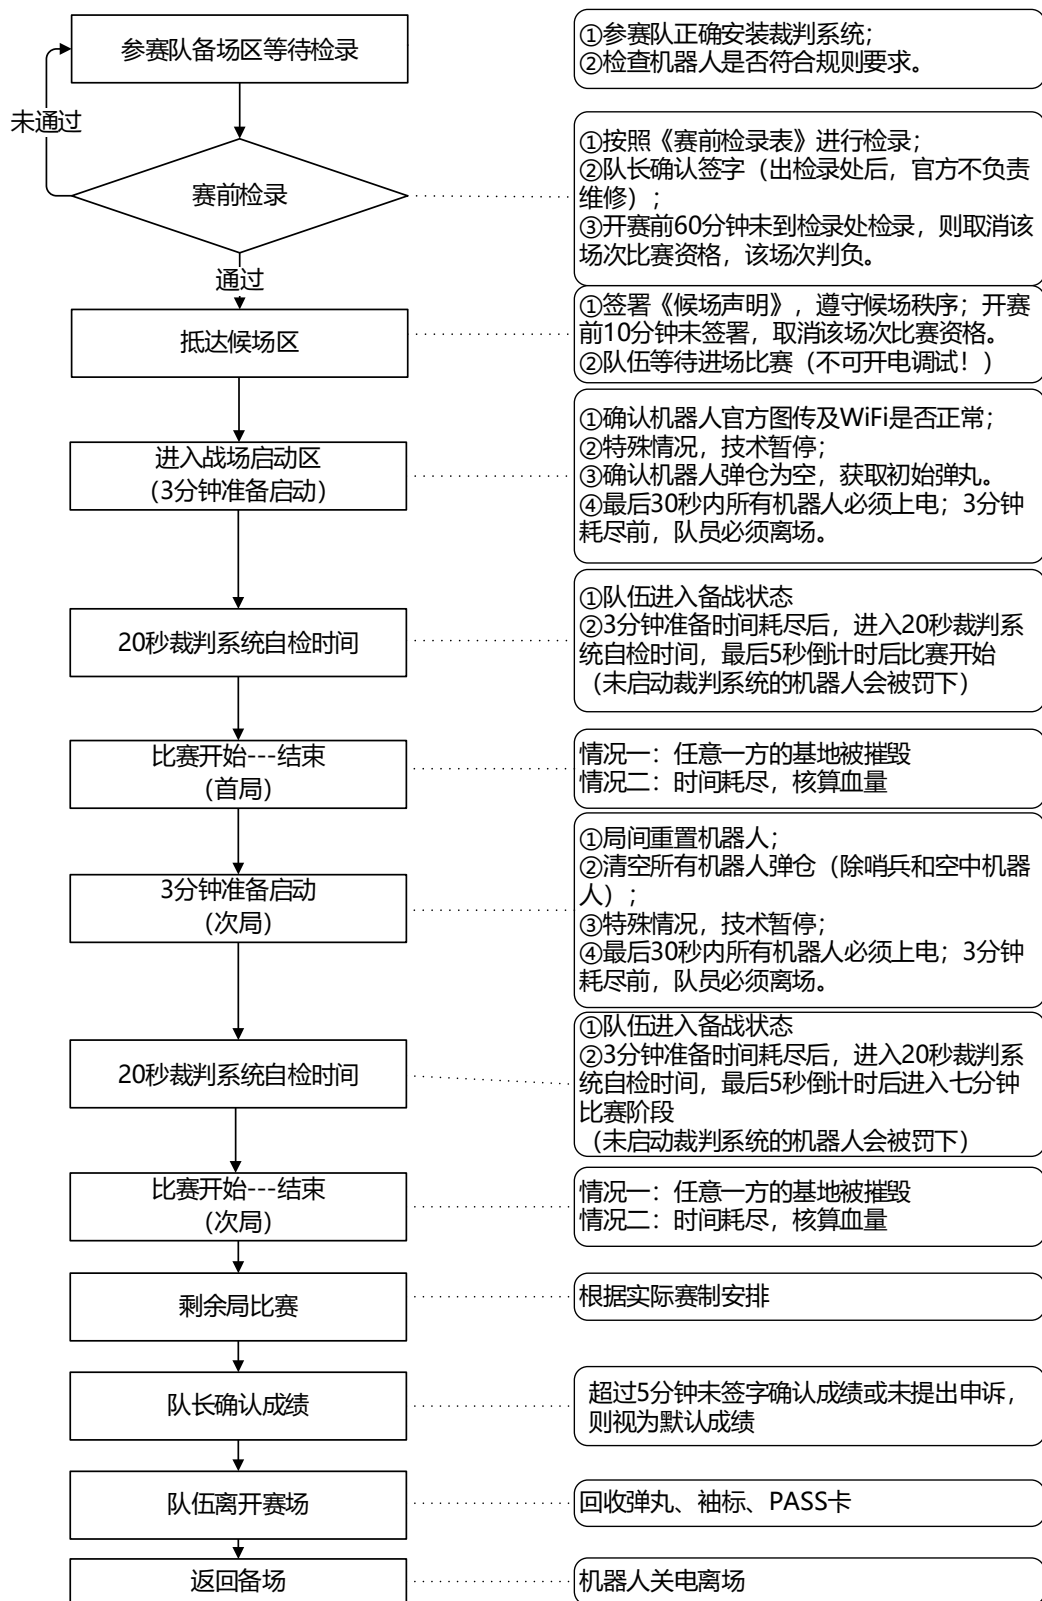 参赛队备场区等待检录
①参赛队正确安装裁判系统；
②检查机器人是否符合规则要求。
未通过
赛前检录
①按照《赛前检录表》进行检录；
②队长确认签字（出检录处后，官方不负责
维修）；
③开赛前60分钟未到检录处检录，则取消该
场次比赛资格，该场次判负。
通过
抵达候场区
①签署《候场声明》，遵守候场秩序；开赛
前10分钟未签署，取消该场次比赛资格。
②队伍等待进场比赛（不可开电调试！）
进入战场启动区
（3分钟准备启动）
①确认机器人官方图传及WiFi是否正常；
②特殊情况，技术暂停；
③确认机器人弹仓为空，获取初始弹丸。
④最后30秒内所有机器人必须上电；3分钟
耗尽前，队员必须离场。
20秒裁判系统自检时间
①队伍进入备战状态
②3分钟准备时间耗尽后，进入20秒裁判系
统自检时间，最后5秒倒计时后比赛开始
（未启动裁判系统的机器人会被罚下）
比赛开始---结束
（首局）
情况一：任意一方的基地被摧毁
情况二：时间耗尽，核算血量
3分钟准备启动
（次局）
①局间重置机器人；
②清空所有机器人弹仓（除哨兵和空中机器
人）；
③特殊情况，技术暂停；
④最后30秒内所有机器人必须上电；3分钟
耗尽前，队员必须离场。
20秒裁判系统自检时间
①队伍进入备战状态
②3分钟准备时间耗尽后，进入20秒裁判系
统自检时间，最后5秒倒计时后进入七分钟
比赛阶段
（未启动裁判系统的机器人会被罚下）
比赛开始---结束
（次局）
情况一：任意一方的基地被摧毁
情况二：时间耗尽，核算血量
剩余局比赛
根据实际赛制安排
队长确认成绩
超过5分钟未签字确认成绩或未提出申诉，
则视为默认成绩
队伍离开赛场
回收弹丸、袖标、PASS卡
返回备场
机器人关电离场